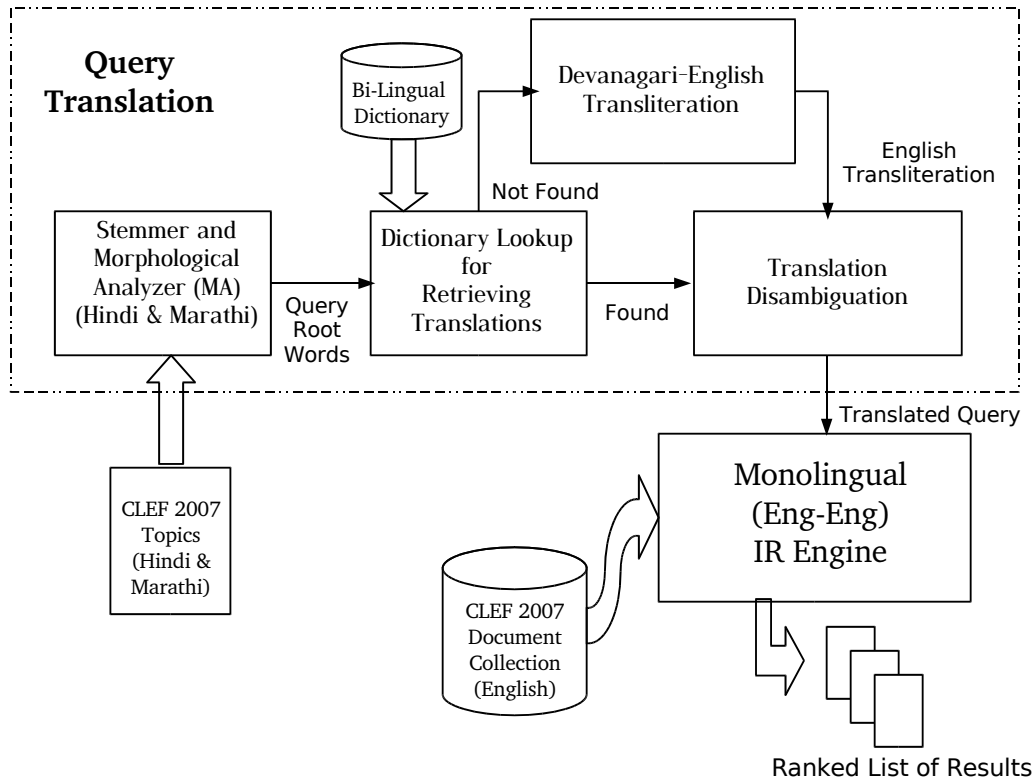 Query
Translation
Bi-Lingual
Dictionary
Devanagari-English
Transliteration
Not Found
English
Transliteration
Stemmer and
Morphological
Analyzer (MA)
(Hindi & Marathi)
Query
Root
Words
Dictionary Lookup
for
Retrieving
Translations
Found
Translation
Disambiguation
Translated Query
CLEF 2007
Topics
(Hindi &
Marathi)
Monolingual
(Eng-Eng)
IR Engine
CLEF 2007
Document
Collection
(English)
Ranked List of Results